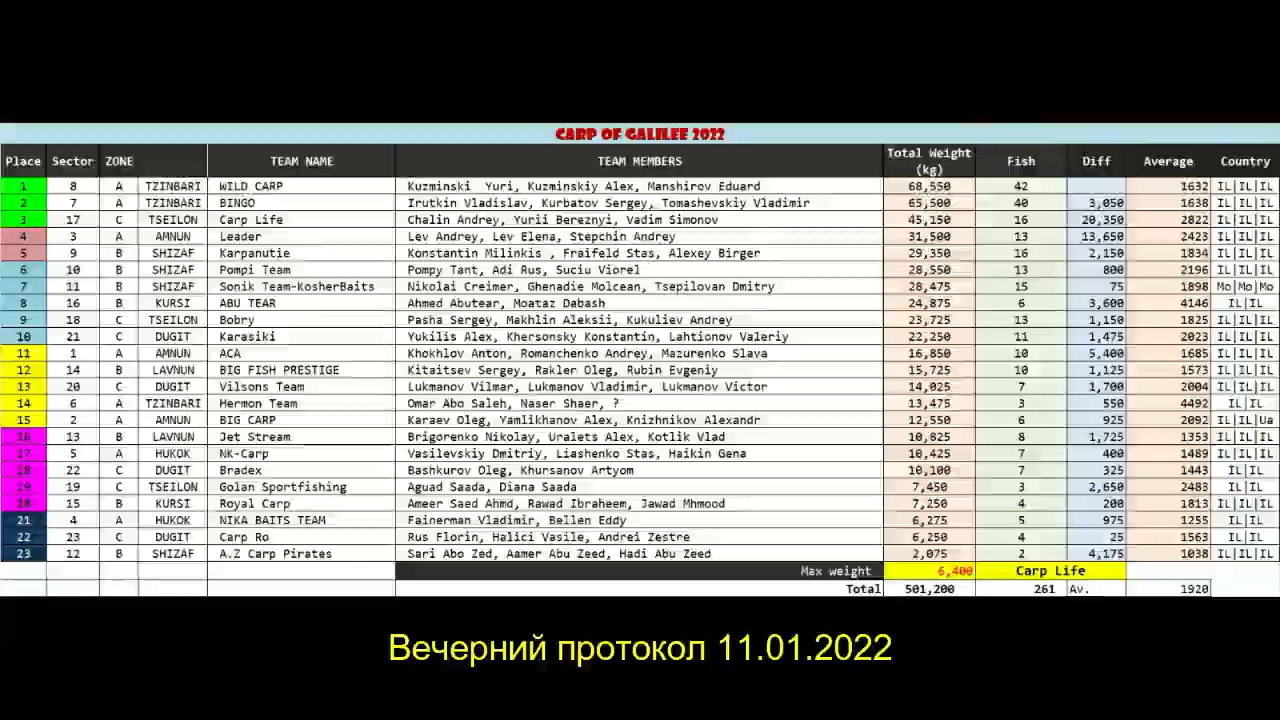 CARP OF GALILEE 2022
Place Sector ZONE TEAM NAME TEAM MEMBERS Total Weight (kg) Fish Diff Average Country
1 8 A TZINBARI WILD CARP Kuzminski Yuri, Kuzminskiy Alex, Manshirov Eduard 68,550 42 1632 IL|IL|IL
2 7 A TZINBARI BINGO Irutkin Vladislav, Kurbatov Sergey, Tomashevskiy Vladimir 65,500 40 3,050 1638 IL|IL|IL
3 17 C TSEILON Carp Life Chalin Andrey, Yurii Bereznyi, Vadim Simonov 45,150 16 20,350 2822 IL|IL|IL
4 3 A AMNUN Leader Lev Andrey, Lev Elena, Stepchin Andrey 31,500 13 13,650 2423 IL|IL|IL
5 9 B SHIZAF Karpanutie Konstantin Milinkis , Fraifeld Stas, Alexey Birger 29,350 16 2,150 1834 IL|IL|IL
6 10 B SHIZAF Pompi Team Pompy Tant, Adi Rus, Suciu Viorel 28,550 13 800 2196 IL|IL|IL
7 11 B SHIZAF Sonik Team-KosherBaits Nikolai Creimer, Ghenadie Molcean, Tsepilovan Dmitry 28,475 15 75 1898 Mo|Mo|Mo
8 16 B KURSI ABU TEAR Ahmed Abutear, Moataz Dabash 24,875 6 3,600 4146 IL|IL
9 18 C TSEILON Bobry Pasha Sergey, Makhlin Aleksii, Kukuliev Andrey 23,725 13 1,150 1825 IL|IL|IL
10 21 C DUGIT Karasiki Yukilis Alex, Khersonsky Konstantin, Lahtionov Valeriy 22,250 11 1,475 2023 IL|IL|IL
11 1 A AMNUN ACA Khokhlov Anton, Romanchenko Andrey, Mazurenko Slava 16,850 10 5,400 1685 IL|IL|IL
12 14 B LAVNUN BIG FISH PRESTIGE Kitaitsev Sergey, Rakler Oleg, Rubin Evgeniy 15,725 10 1,125 1573 IL|IL|IL
13 20 C DUGIT Vilsons Team Lukmanov Vilmar, Lukmanov Vladimir, Lukmanov Victor 14,025 7 1,700 2004 IL|IL|IL
14 6 A TZINBARI Hermon Team Omar Abo Saleh, Naser Shaer, ? 13,475 3 550 4492 IL|IL
15 2 A AMNUN BIG CARP Karaev Oleg, Yamlikhanov Alex, Knizhnikov Alexandr 12,550 6 925 2092 IL|IL|Ua
16 13 B LAVNUN Jet Stream Brigorenko Nikolay, Uralets Alex, Kotlik Vlad 10,825 8 1,725 1353 IL|IL|IL
17 5 A HUKOK NK-Carp Vasilevskiy Dmitriy, Liashenko Stas, Haikin Gena 10,425 7 400 1489 IL|IL|IL
18 22 C DUGIT Bradex Bashkurov Oleg, Khursanov Artyom 10,100 7 325 1443 IL|IL
19 19 C TSEILON Golan Sportfishing Aguad Saada, Diana Saada 7,450 3 2,650 2483 IL|IL
20 15 B KURSI Royal Carp Ameer Saed Ahmd, Rawad Ibraheem, Jawad Mhmood 7,250 4 200 1813 IL|IL|IL
21 4 A HUKOK NIKA BAITS TEAM Fainerman Vladimir, Bellen Eddy 6,275 5 975 1255 IL|IL
22 23 C DUGIT Carp Ro Rus Florin, Halici Vasile, Andrei Zestre 6,250 4 25 1563 IL|IL
23 12 B SHIZAF A.Z Carp Pirates Sari Abo Zed, Aamer Abu Zeed, Hadi Abu Zeed 2,075 2 4,175 1038 IL|IL|IL
Max weight 6,400 Carp Life
Total 501,200 261 Av. 1920
Вечерний протокол 11.01.2022